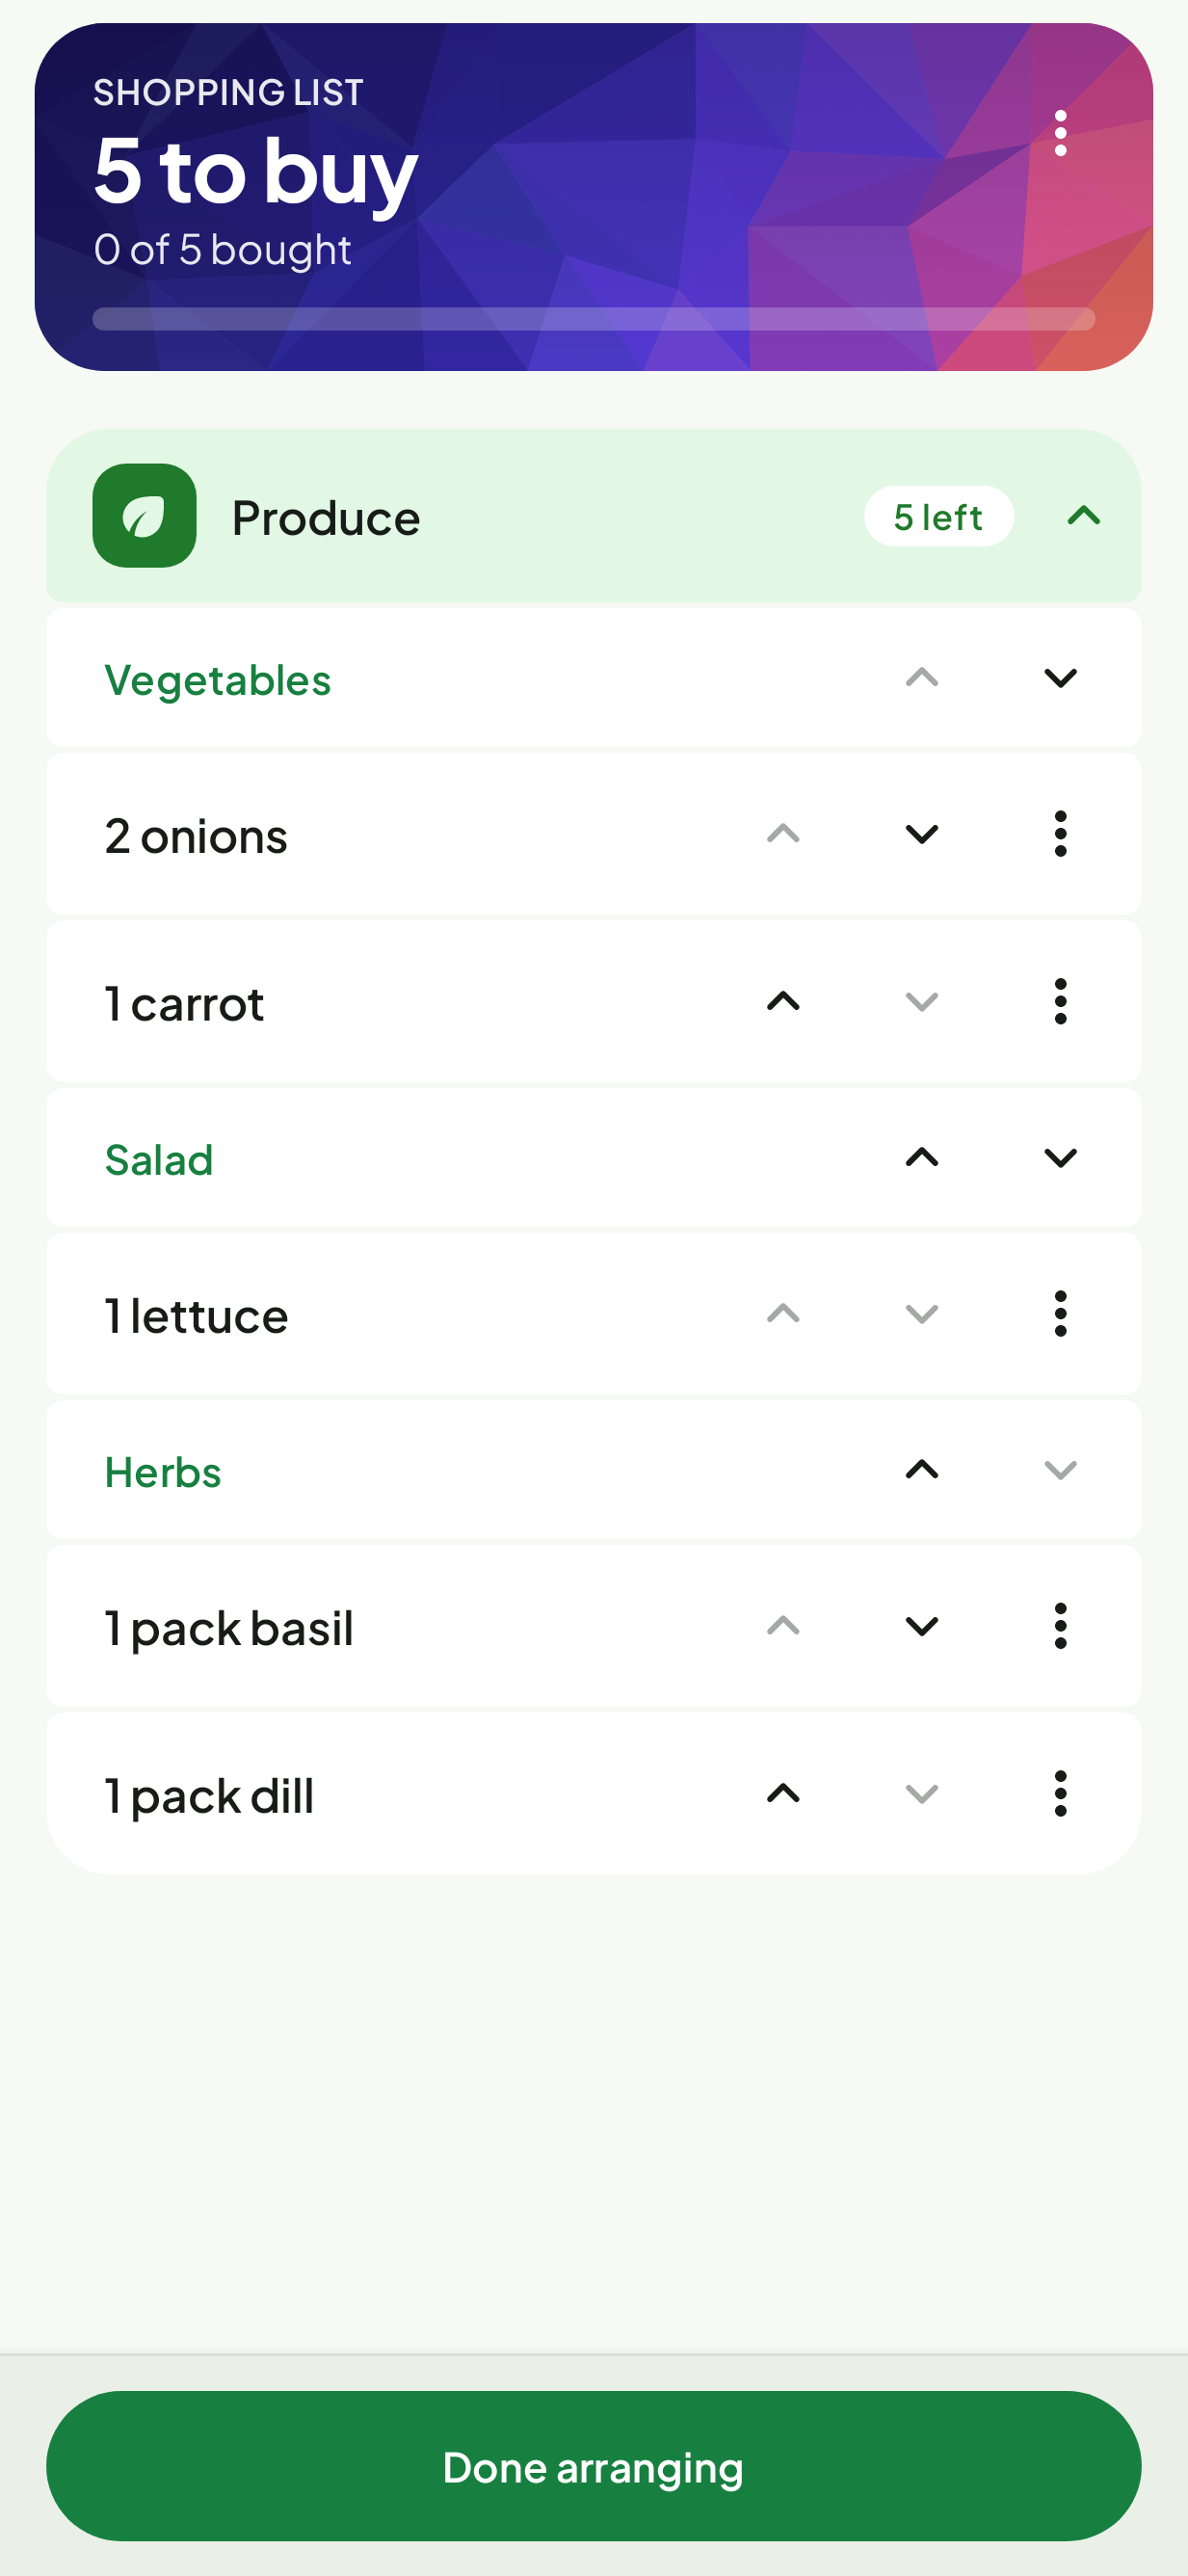 SHOPPING LIST
5 to buy
0 of 5 bought
Produce
5 left
Vegetables
2 onions
1 carrot
Salad
1 lettuce
Herbs
1 pack basil
1 pack dill
Done arranging